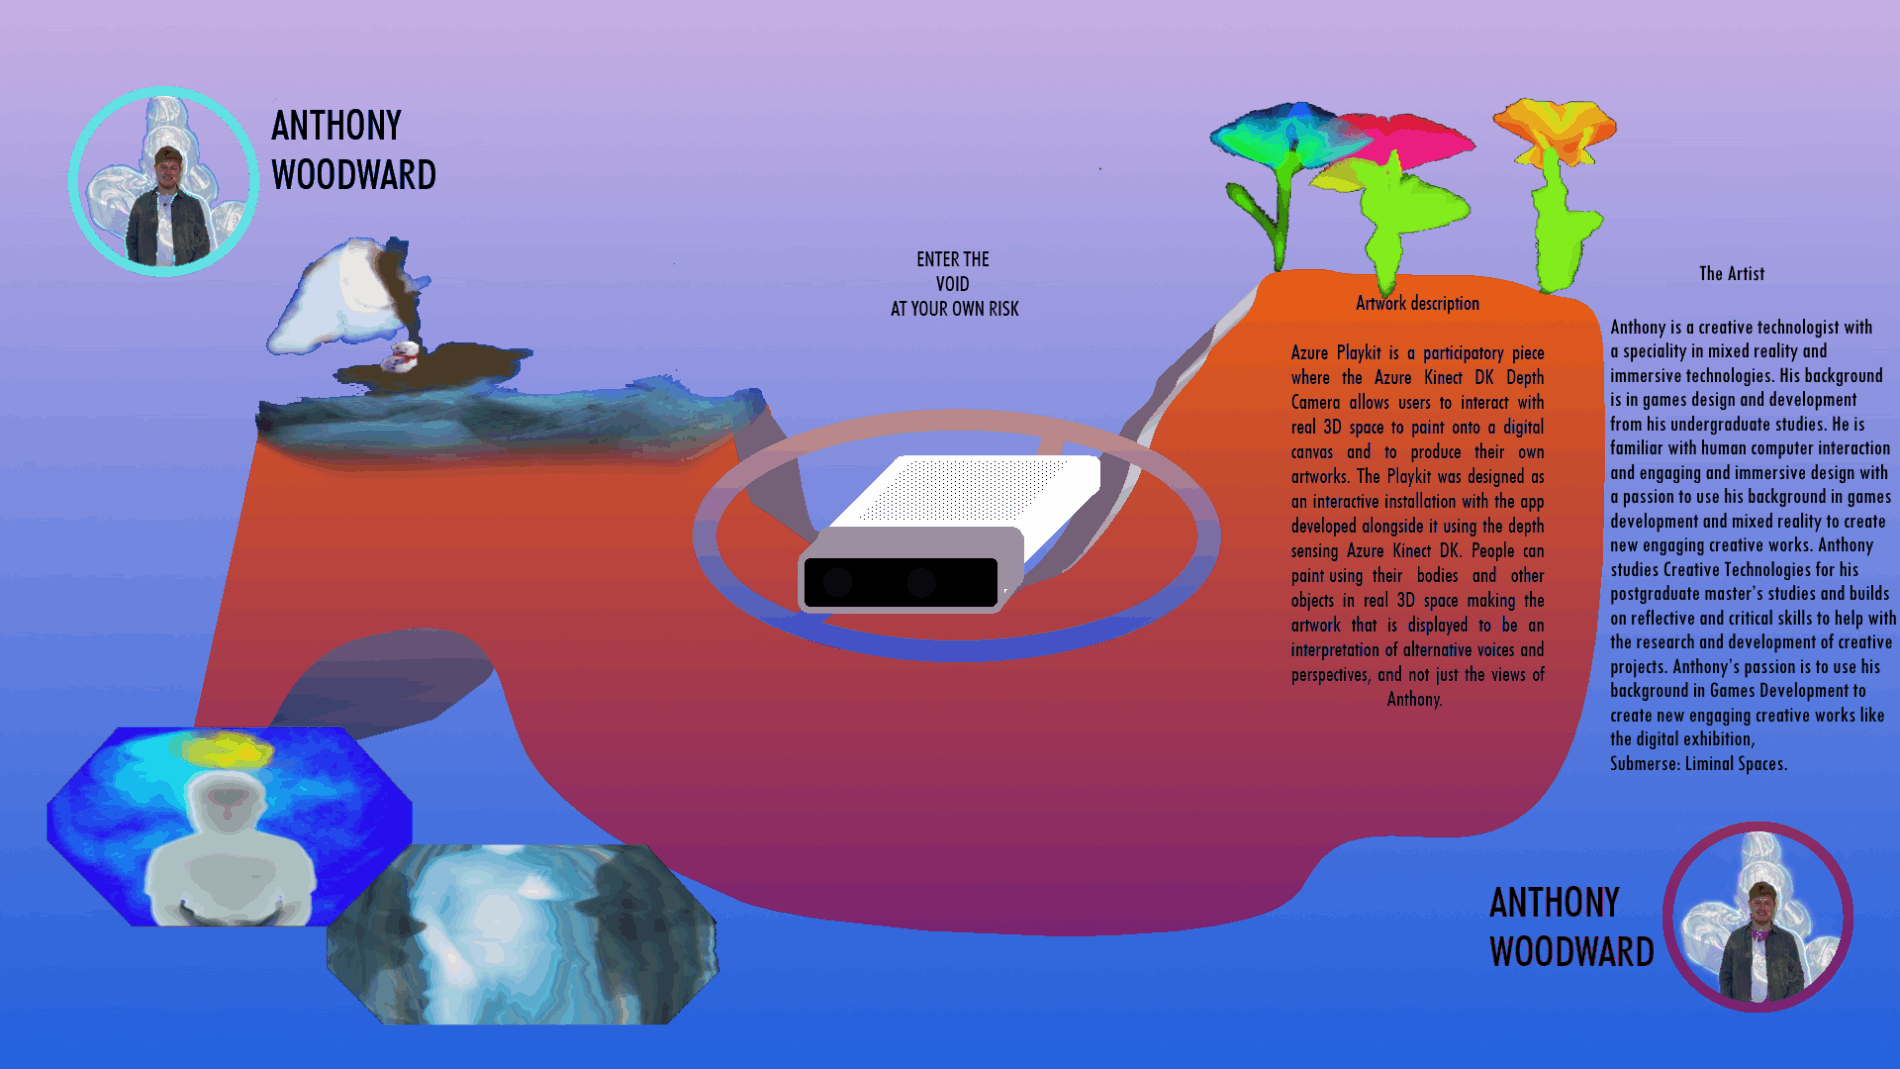 ANTHONY
WOODWARD
ENTER THE
VOID
AT YOUR OWN RISK
Artwork description
Azure Playkit is a participatory piece
where the Azure Kinect DK Depth
Camera allows users to interact with
real 3D space to paint onto a digital
canvas and to produce their own
artworks. The Playkit was designed as
an interactive installation with the app
developed alongside it using the depth
sensing Azure Kinect DK. People can
paint using their bodies and other
objects in real 3D space making the
artwork that is displayed to be an
interpretation of alternative voices and
perspectives, and not just the views of
Anthony.
The Artist
Anthony is a creative technologist with
a speciality in mixed reality and
immersive technologies. His background
is in games design and development
from his undergraduate studies. He is
familiar with human computer interaction
and engaging and immersive design with
a passion to use his background in games
development and mixed reality to create
new engaging creative works. Anthony
studies Creative Technologies for his
postgraduate master's studies and builds
on reflective and critical skills to help with
the research and development of creative
projects. Anthony's passion is to use his
background in Games Development to
create new engaging creative works like
the digital exhibition,
Submerse: Liminal Spaces.
ANTHONY
WOODWARD